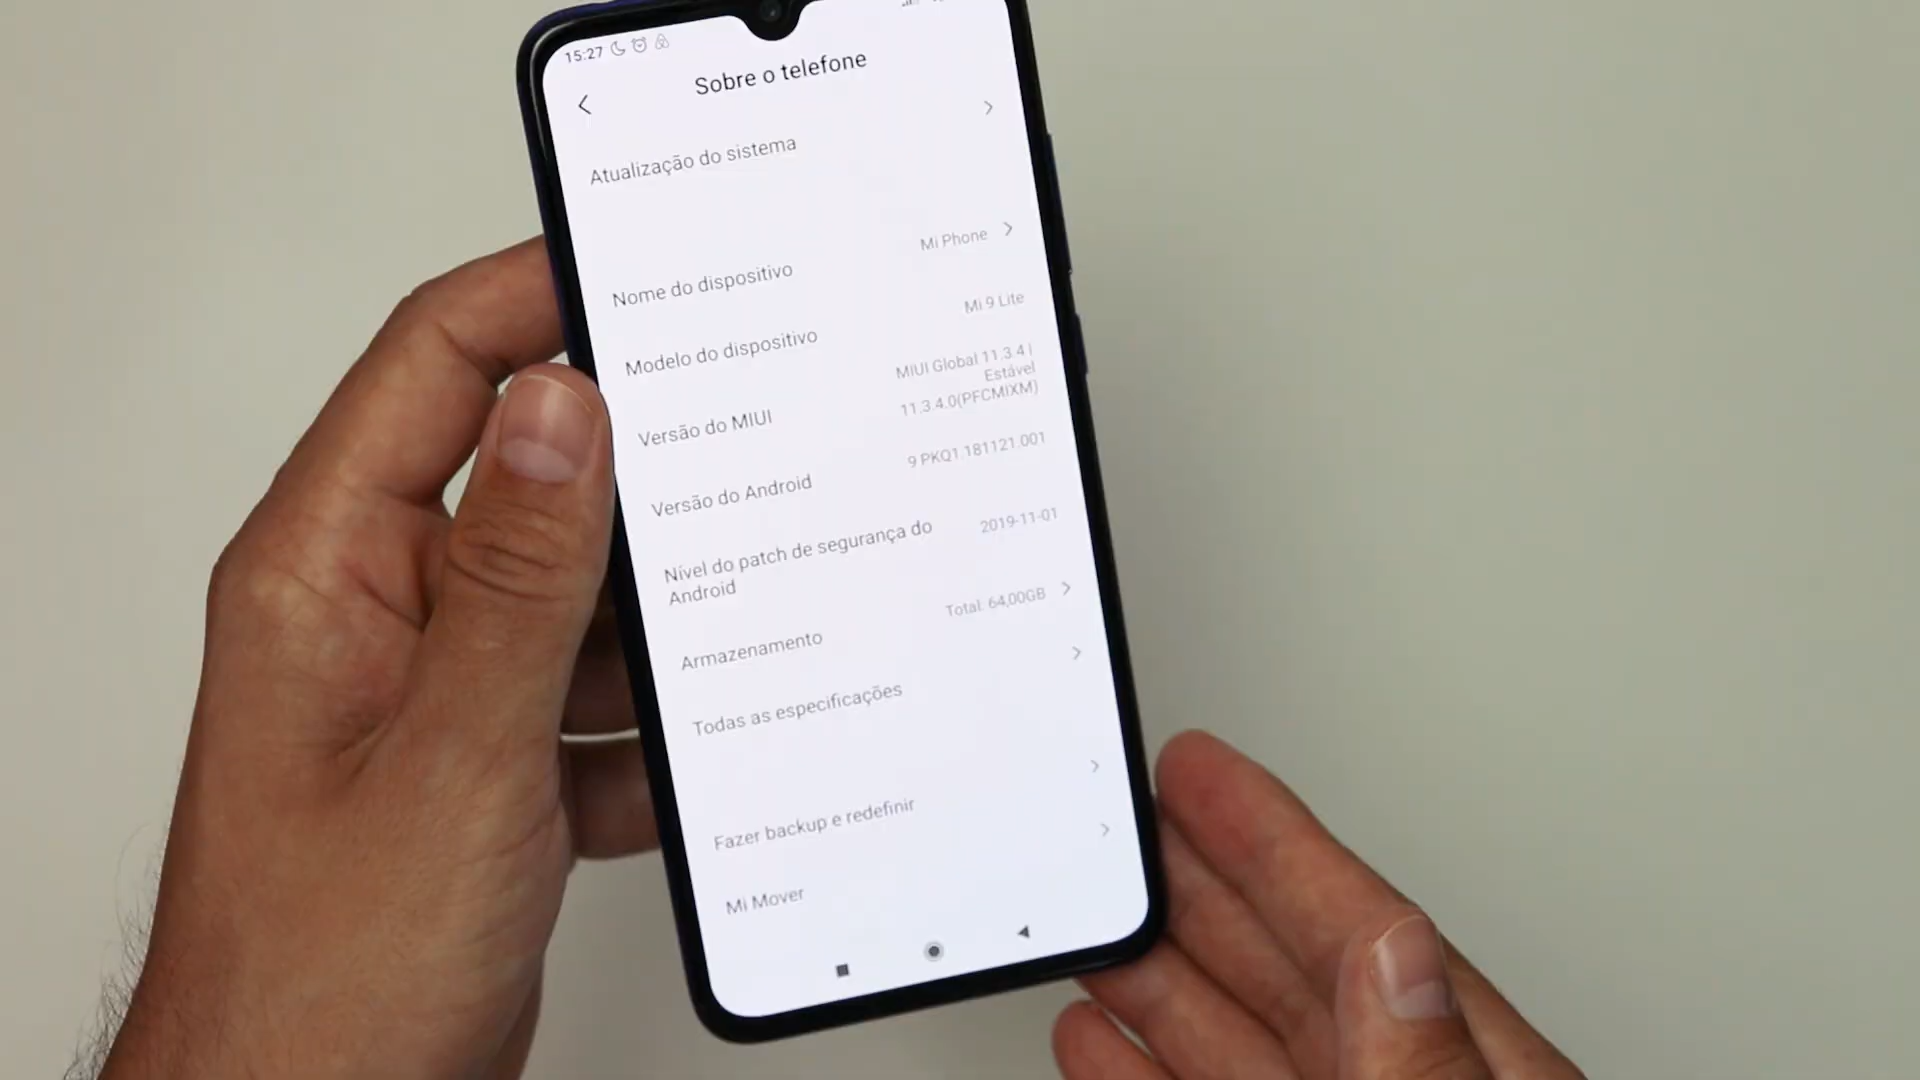 15:27
Sobre o telefone
Atualização do sistema
Nome do dispositivo
Mi Phone
Modelo do dispositivo
Mi 9 Lite
Versão do MIUI
MIUI Global 11.3.4 |
Estável
11.3.4.0(PFCMIXM)
Versão do Android
9 PKQ1.181121.001
Nível do patch de segurança do
Android
2019-11-01
Armazenamento
Total: 64,00GB
Todas as especificações
Fazer backup e redefinir
Mi Mover